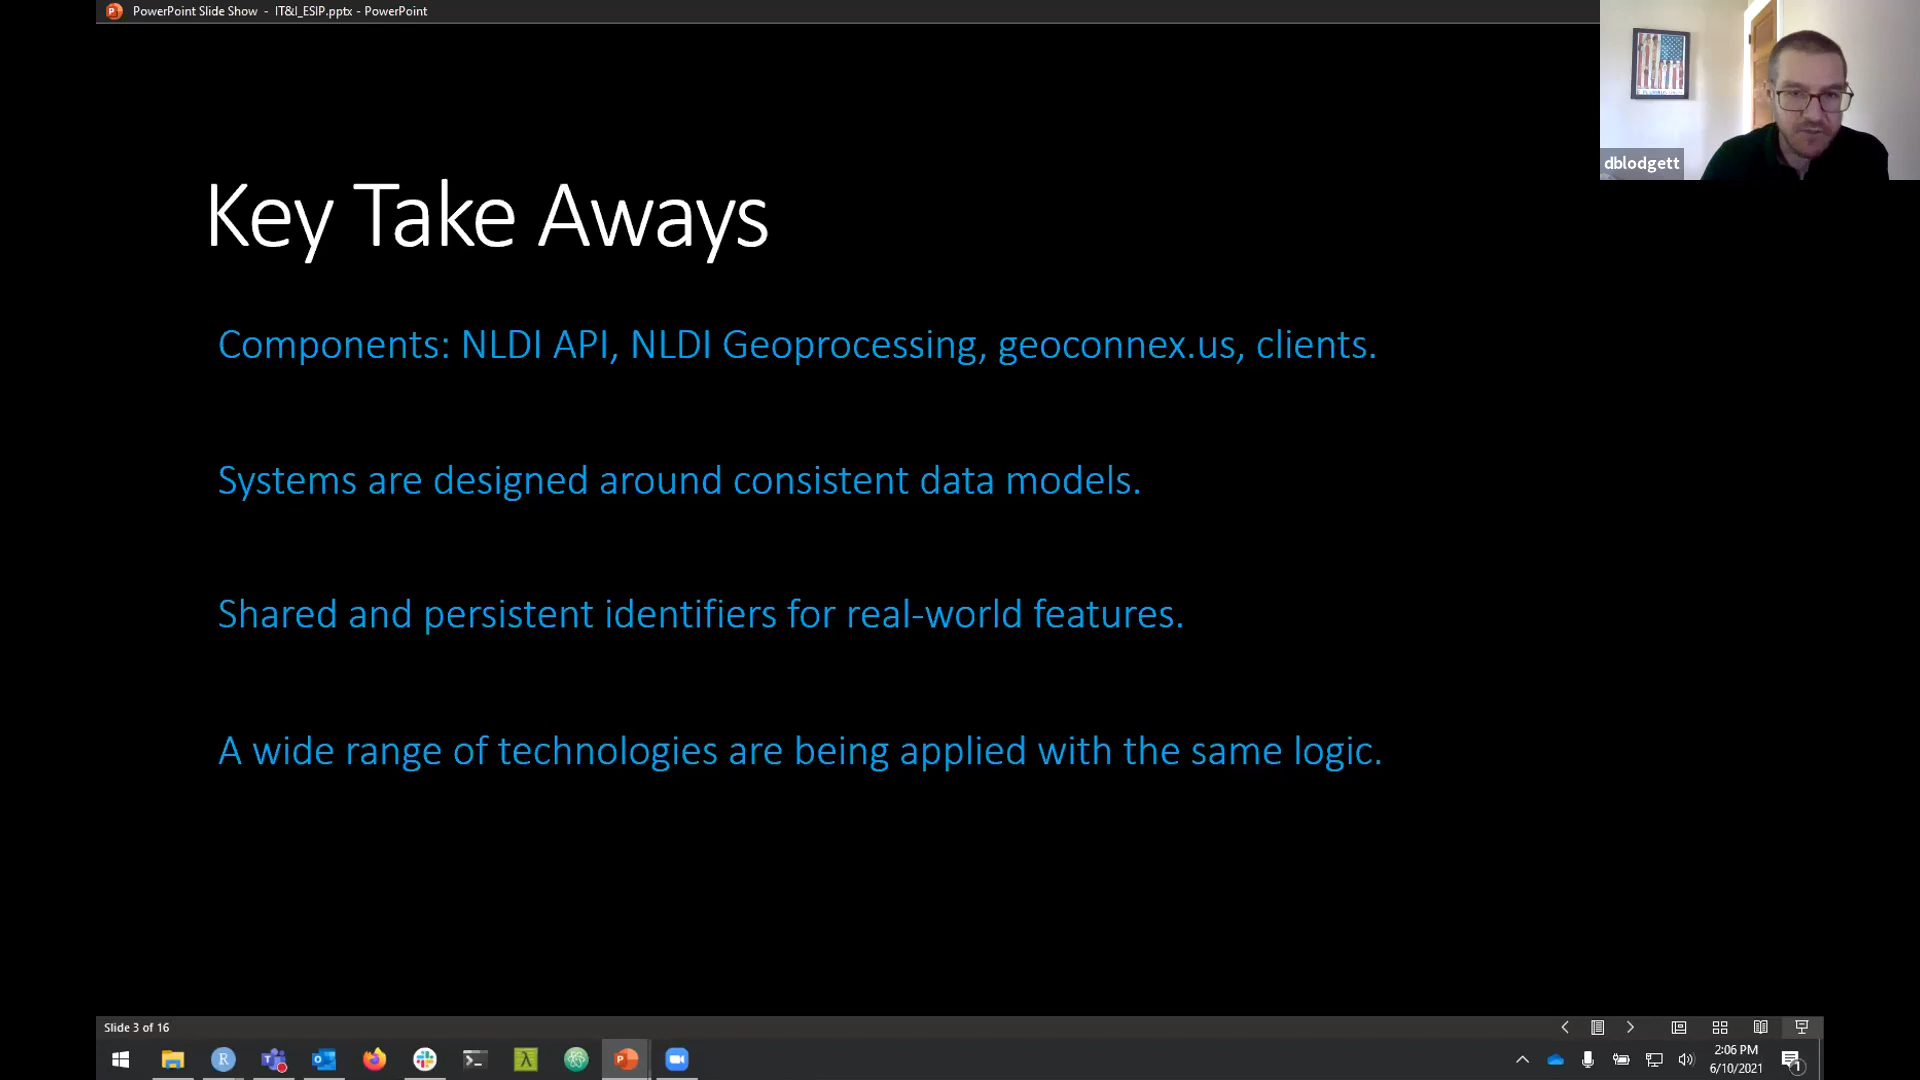 PowerPoint Slide Show - IT&I_ESIP.pptx - PowerPoint
dblodgett
Key Take Aways
Components: NLDI API, NLDI Geoprocessing, geoconnex.us, clients.
Systems are designed around consistent data models.
Shared and persistent identifiers for real-world features.
A wide range of technologies are being applied with the same logic.
Slide 3 of 16
2:06 PM
6/10/2021